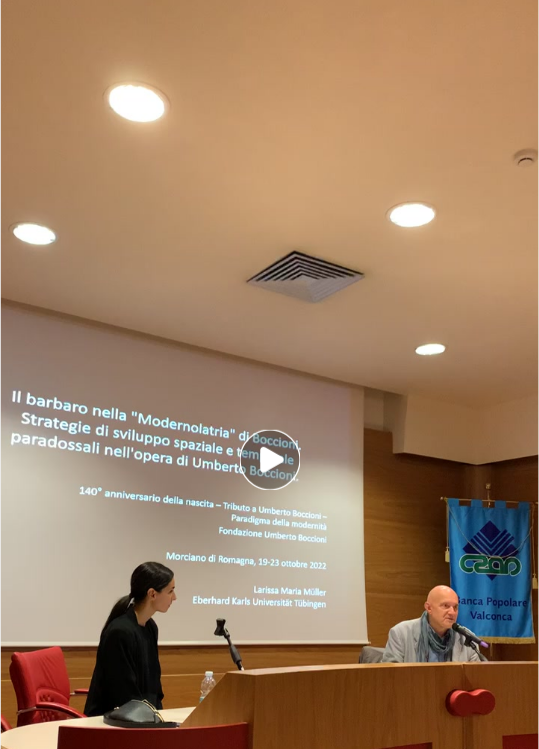 Il barbaro nella "Modernolatria" di Boccioni.
Strategie di sviluppo spaziale e temporale
paradossali nell'opera di Umberto Boccioni.
140° anniversario della nascita – Tributo a Umberto Boccioni –
Paradigma della modernità
Fondazione Umberto Boccioni
Morciano di Romagna, 19-23 ottobre 2022
Larissa Maria Müller
Eberhard Karls Universität Tübingen
Banca Popolare
Valconca